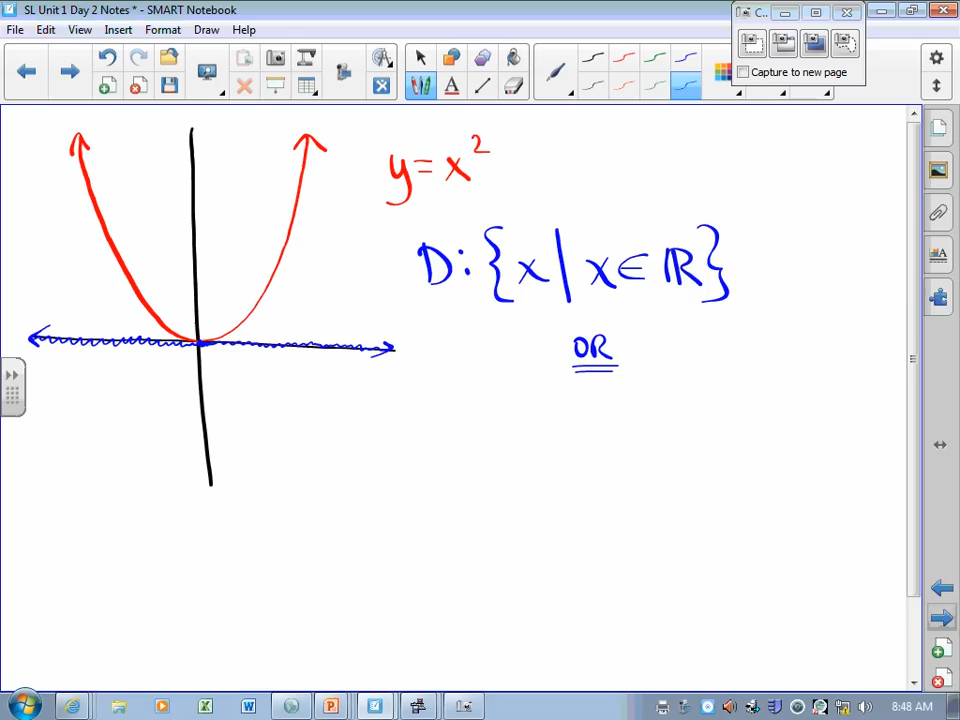 SL Unit 1 Day 2 Notes * - SMART Notebook
C..
File Edit View Insert Format Draw Help
Capture to new page
y = x²
D: {x | x ∈ ℝ}
OR
8:48 AM